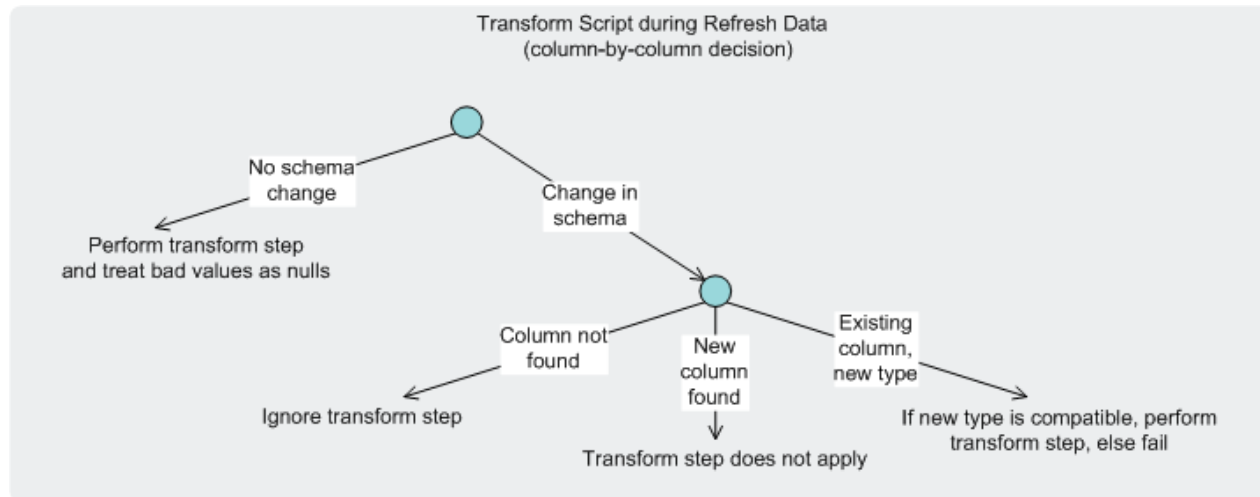 Transform Script during Refresh Data
(column-by-column decision)
No schema
change
Change in
schema
Perform transform step
and treat bad values as nulls
Column not
found
New
column
found
Existing
column,
new type
Ignore transform step
Transform step does not apply
If new type is compatible, perform
transform step, else fail